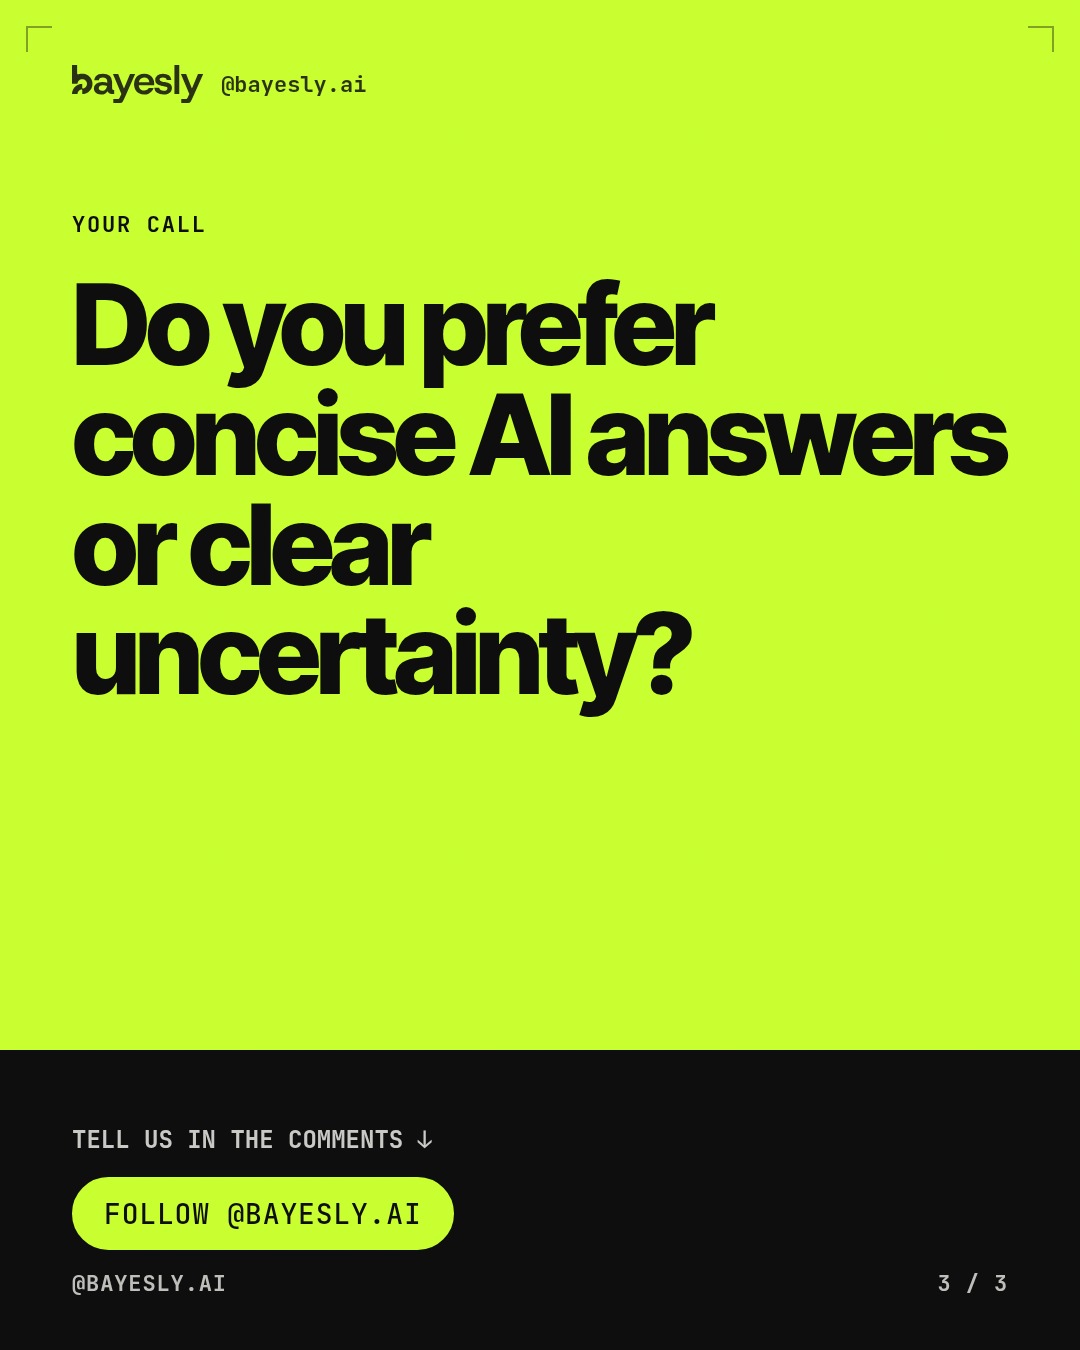 bayesly @bayesly.ai
YOUR CALL
Do you prefer
concise AI answers
or clear
uncertainty?
TELL US IN THE COMMENTS ↓
FOLLOW @BAYESLY.AI
@BAYESLY.AI 3 / 3